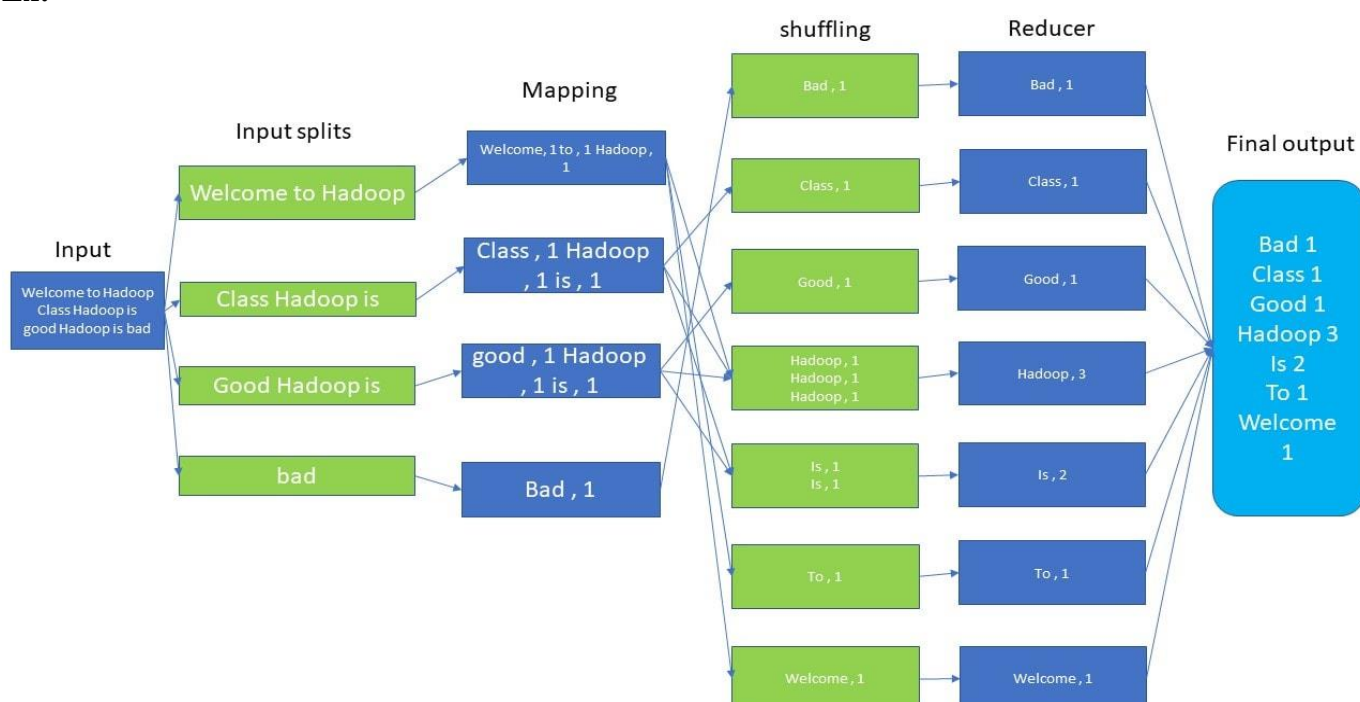 Input
Welcome to Hadoop
Class Hadoop is
good Hadoop is bad
Input splits
Welcome to Hadoop
Class Hadoop is
Good Hadoop is
bad
Mapping
Welcome, 1 to , 1 Hadoop ,
1
Class , 1 Hadoop
, 1 is , 1
good , 1 Hadoop
, 1 is , 1
Bad , 1
shuffling
Bad , 1
Class , 1
Good , 1
Hadoop , 1
Hadoop , 1
Hadoop , 1
Is , 1
Is , 1
To , 1
Welcome , 1
Reducer
Bad , 1
Class , 1
Good , 1
Hadoop , 3
Is , 2
To , 1
Welcome , 1
Final output
Bad 1
Class 1
Good 1
Hadoop 3
Is 2
To 1
Welcome
1